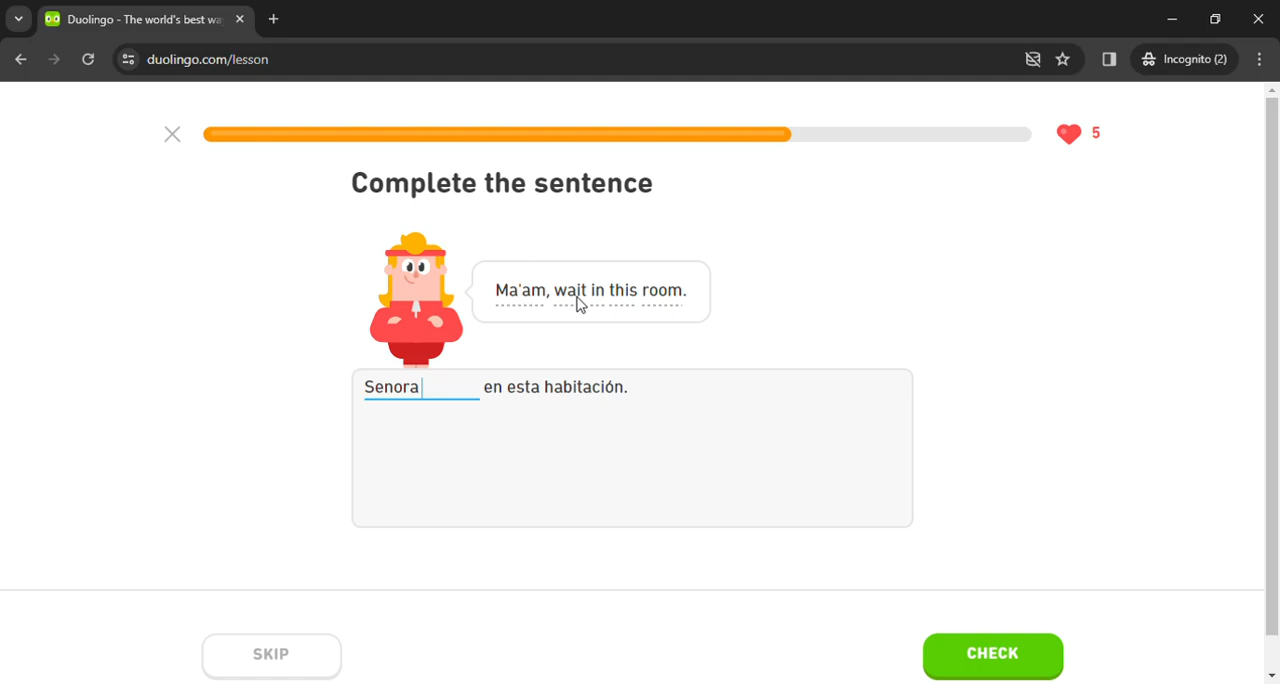 Duolingo - The world's best wa
duolingo.com/lesson
Incognito (2)
5
Complete the sentence
Ma'am, wait in this room.
Senora en esta habitación.
SKIP
CHECK